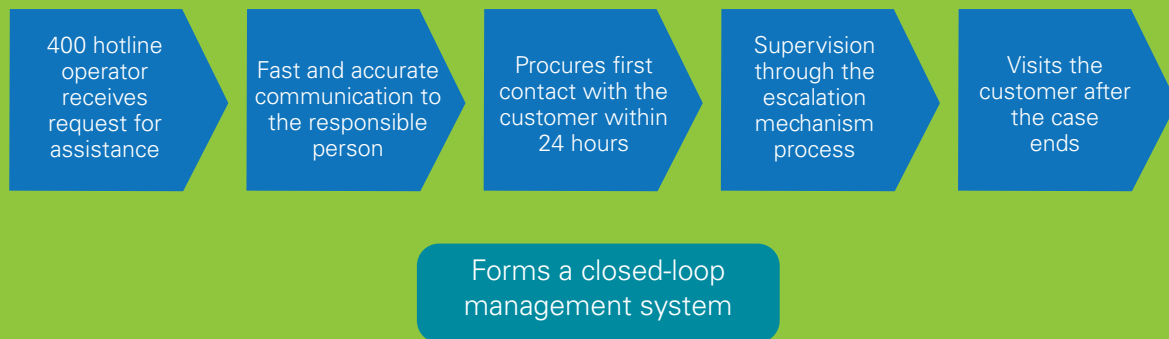 400 hotline
operator
receives
request for
assistance
Fast and accurate
communication to
the responsible
person
Procures first
contact with the
customer within
24 hours
Supervision
through the
escalation
mechanism
process
Visits the
customer after
the case
ends
Forms a closed-loop
management system